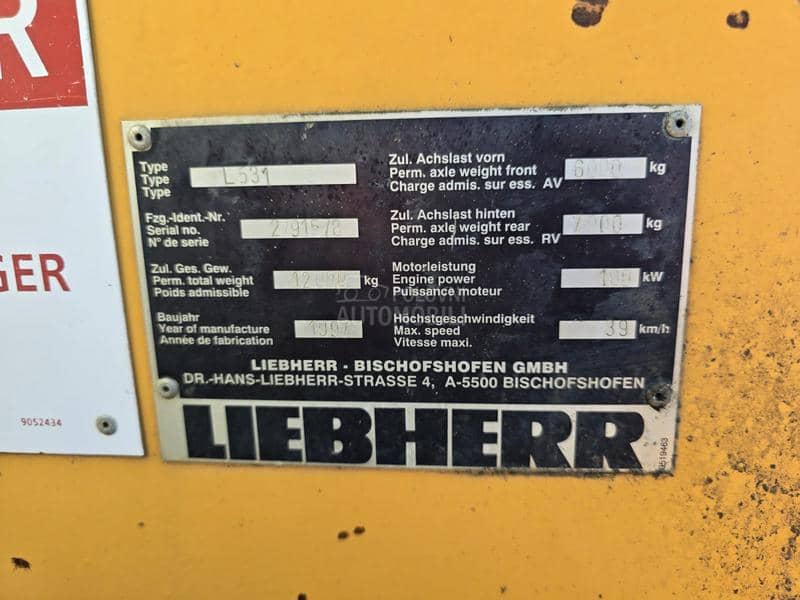 R
GER
9052434
Type
Type
Type
L531
Zul. Achslast vorn
Perm. axle weight front
Charge admis. sur ess. AV
kg
Fzg.-Ident.-Nr.
Serial no.
N° de serie
Zul. Achslast hinten
Perm. axle weight rear
Charge admis. sur ess. RV
kg
Zul. Ges. Gew.
Perm. total weight
Poids admissible
kg
Motorleistung
Engine power
Puissance moteur
kW
Baujahr
Year of manufacture
Année de fabrication
Höchstgeschwindigkeit
Max. speed
Vitesse maxi.
39 km/h
POLOVNI
AUTOMOBILI
LIEBHERR - BISCHOFSHOFEN GMBH
DR.-HANS-LIEBHERR-STRASSE 4, A-5500 BISCHOFSHOFEN
LIEBHERR